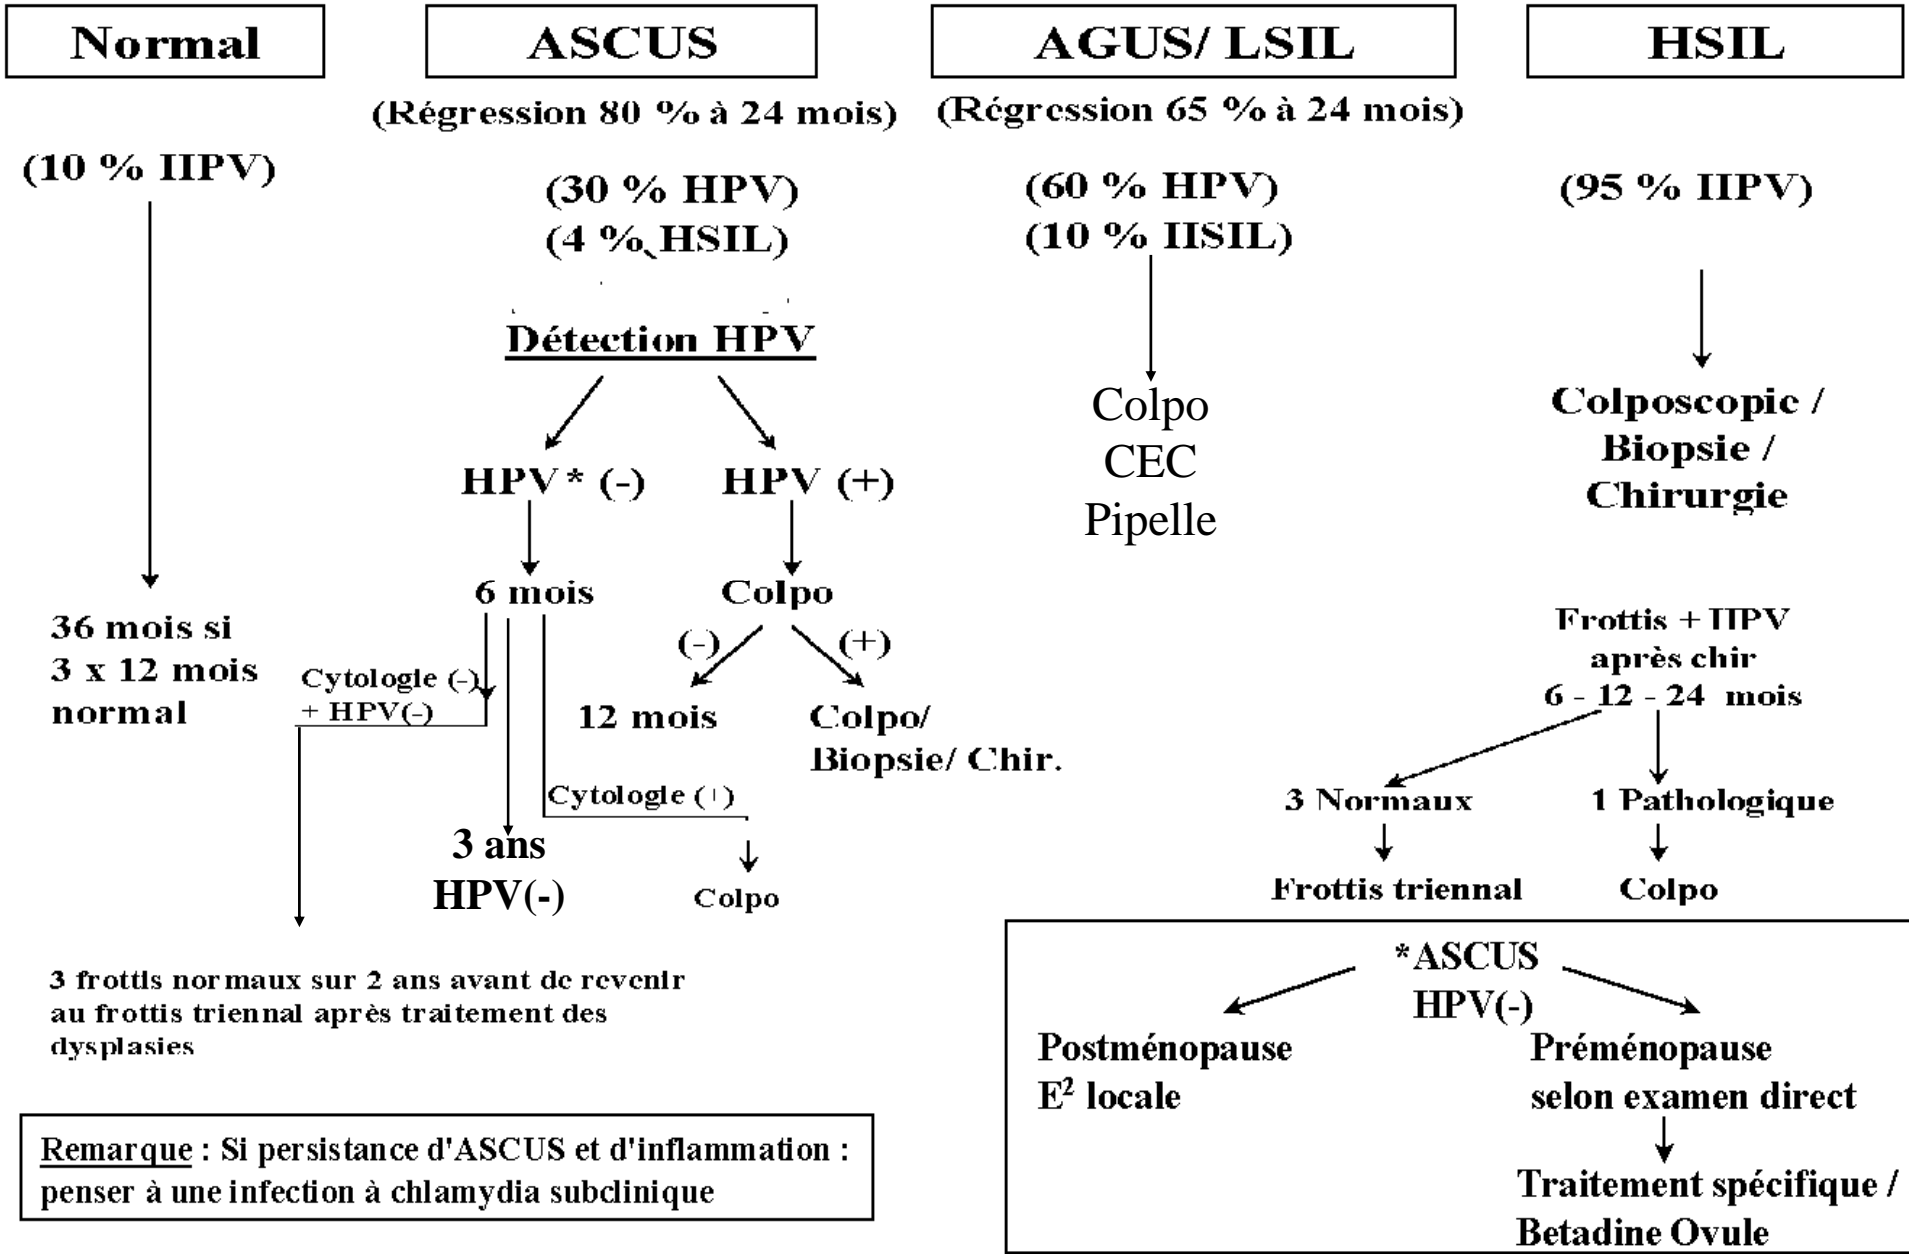 Normal
ASCUS
AGUS/ LSIL
HSIL
(Régression 80 % à 24 mois)
(Régression 65 % à 24 mois)
(10 % HPV)
(30 % HPV)
(4 % HSIL)
(60 % HPV)
(10 % HSIL)
(95 % HPV)
Détection HPV
HPV* (-)
HPV (+)
6 mois
Colpo
(-)
(+)
12 mois
Colpo/
Biopsie/ Chir.
36 mois si
3 x 12 mois
normal
Cytologie (-)
+ HPV(-)
Cytologie (+)
3 ans
HPV(-)
Colpo
3 frottis normaux sur 2 ans avant de revenir
au frottis triennal après traitement des
dysplasies
Remarque : Si persistance d'ASCUS et d'inflammation :
penser à une infection à chlamydia subclinique
Colpo
CEC
Pipelle
Colposcopie /
Biopsie /
Chirurgie
Frottis + HPV
après chir
6 - 12 - 24 mois
3 Normaux
1 Pathologique
Frottis triennal
Colpo
*ASCUS
HPV(-)
Postménopause
E² locale
Préménopause
selon examen direct
Traitement spécifique /
Betadine Ovule